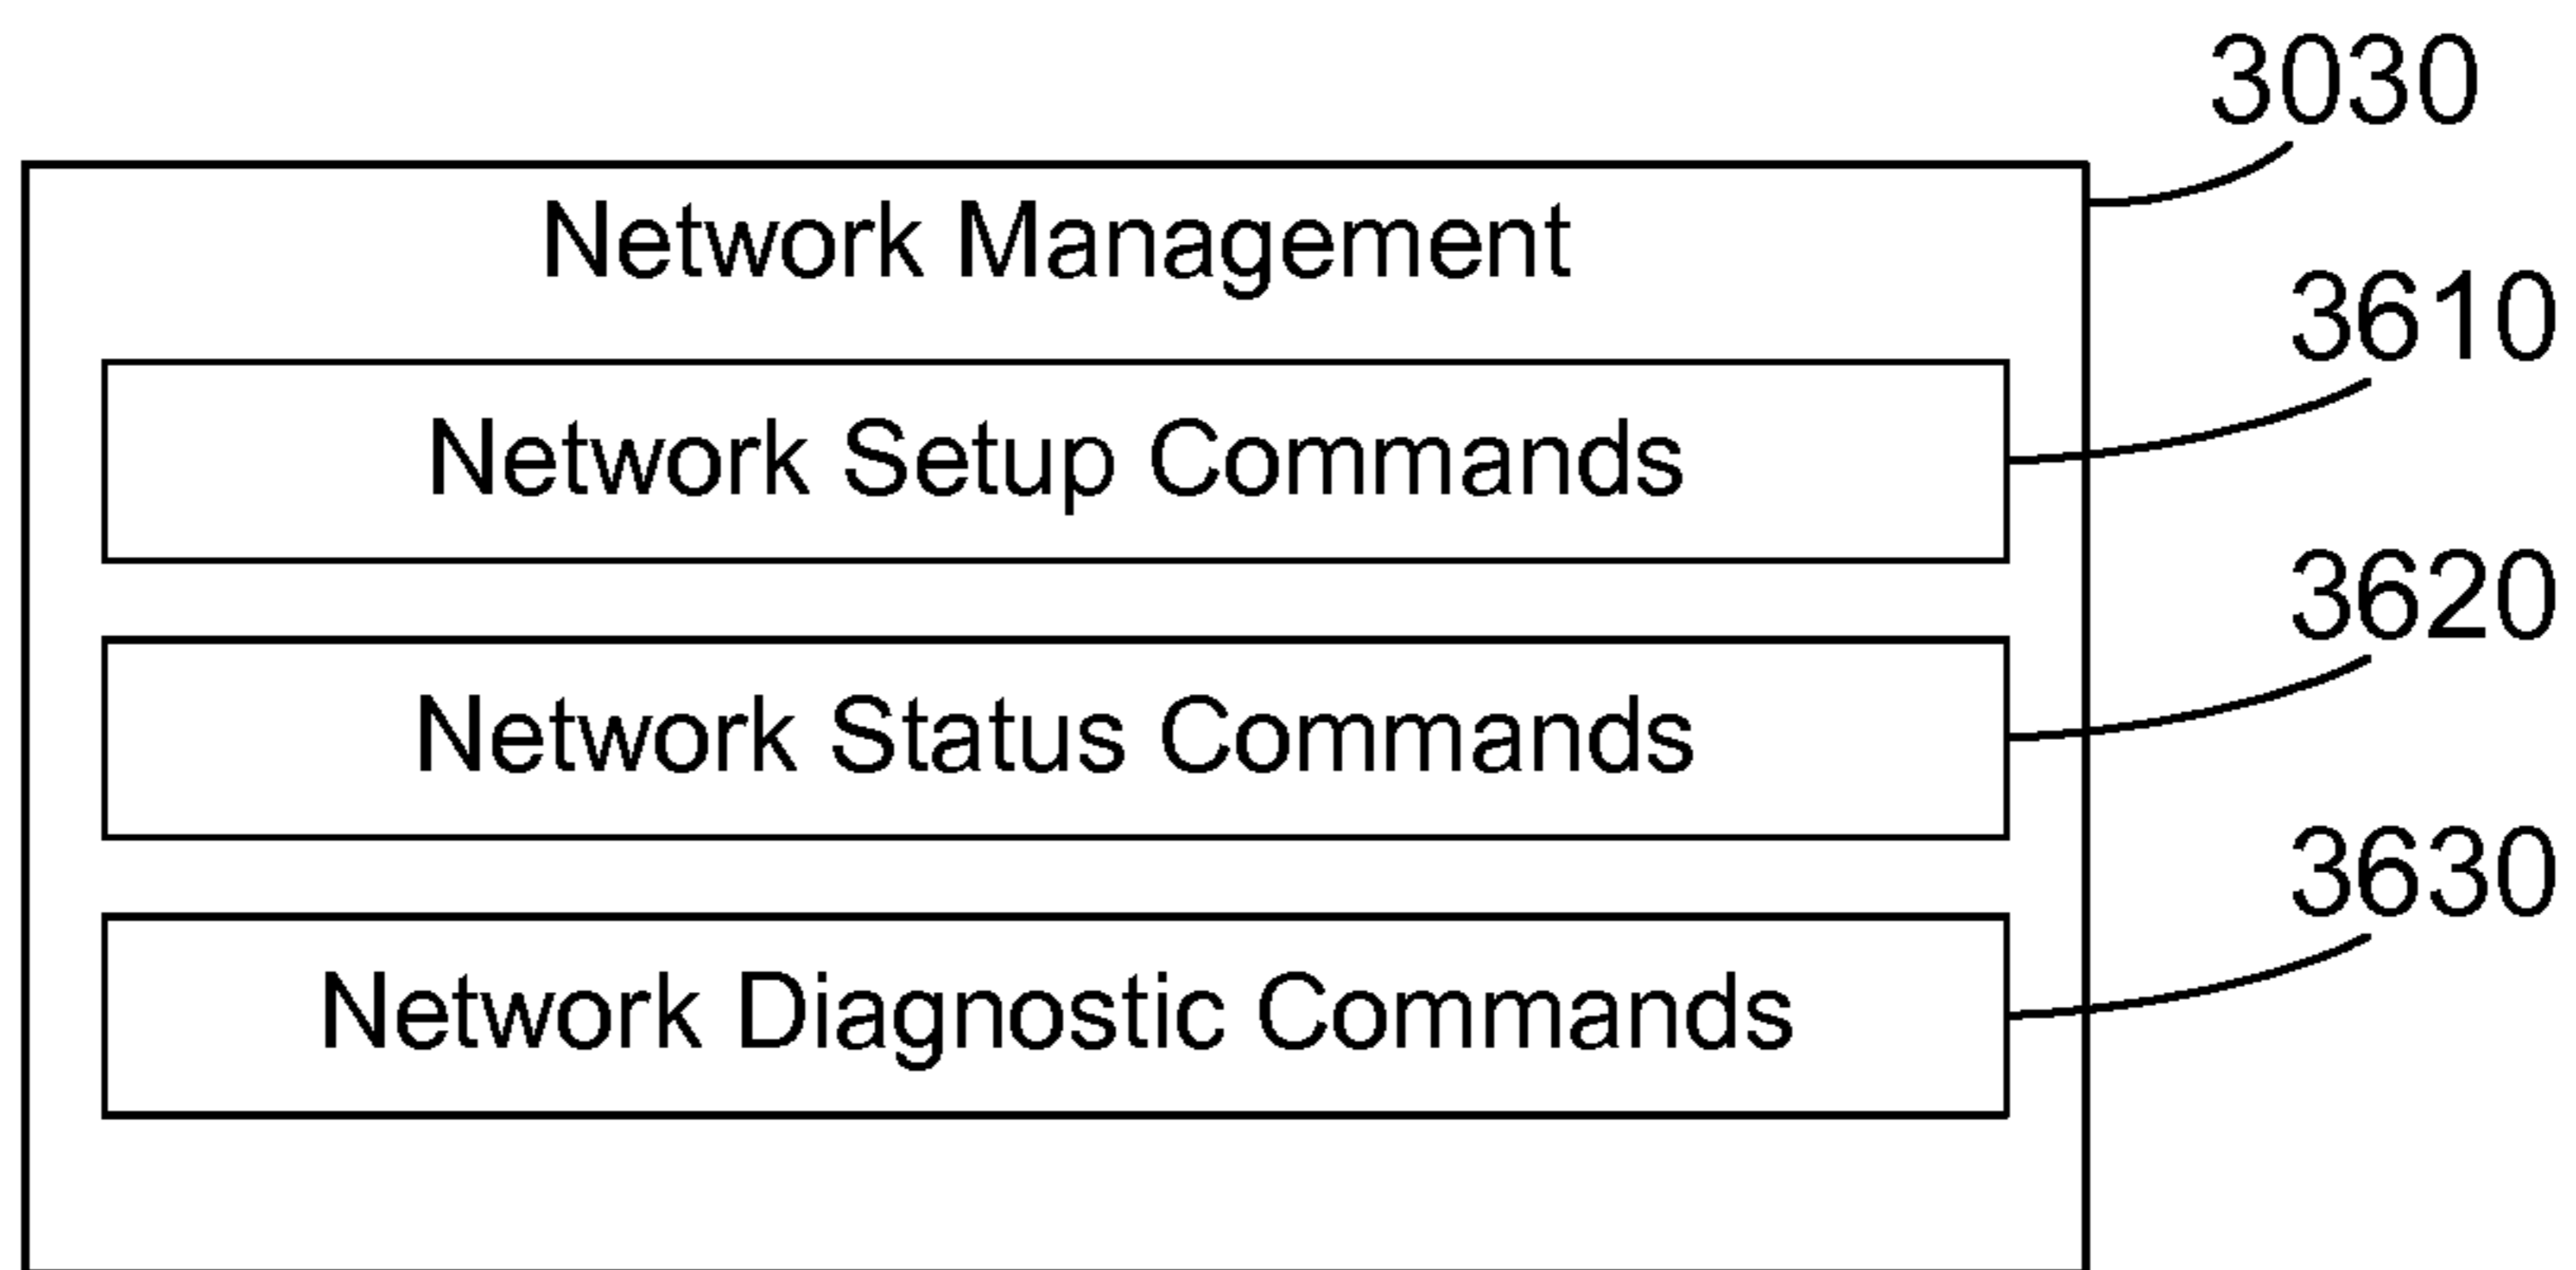 3030
Network Management
3610
Network Setup Commands
3620
Network Status Commands
3630
Network Diagnostic Commands